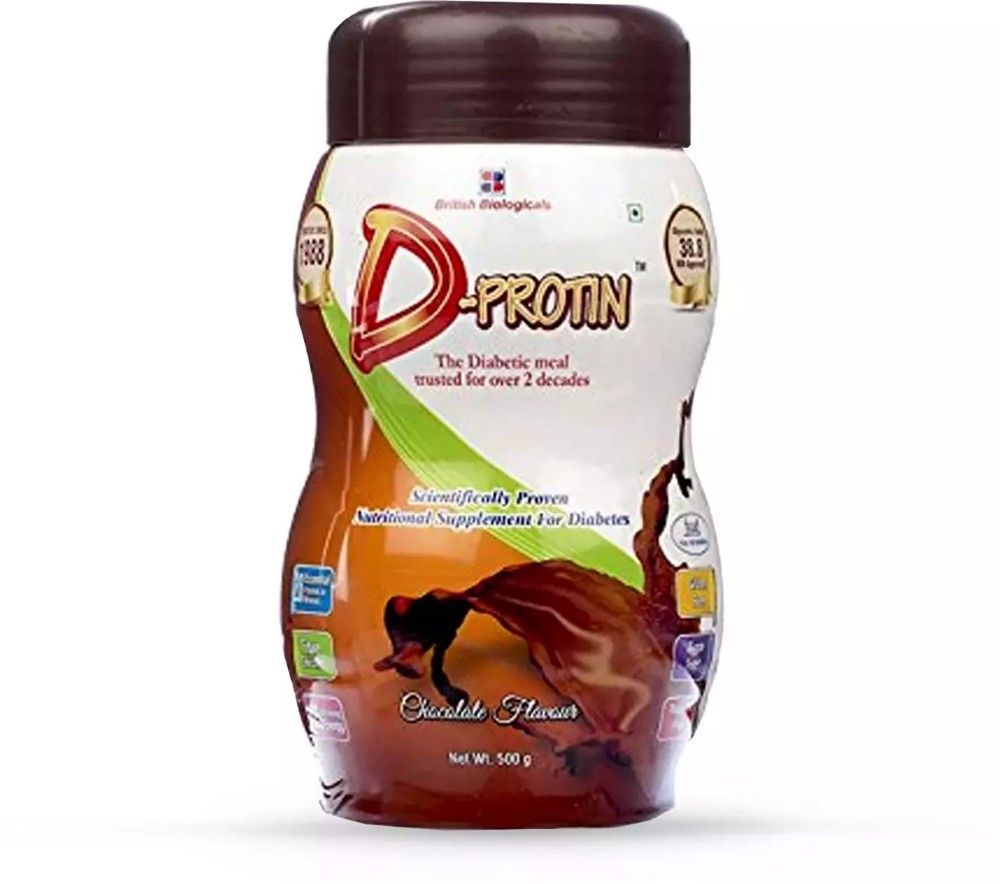 British Biologicals
1988
38.8
D-PROTIN
TM
The Diabetic meal
trusted for over 2 decades
Scientifically Proven
Nutritional Supplement For Diabetes
Chocolate Flavour
Net Wt. 500 g